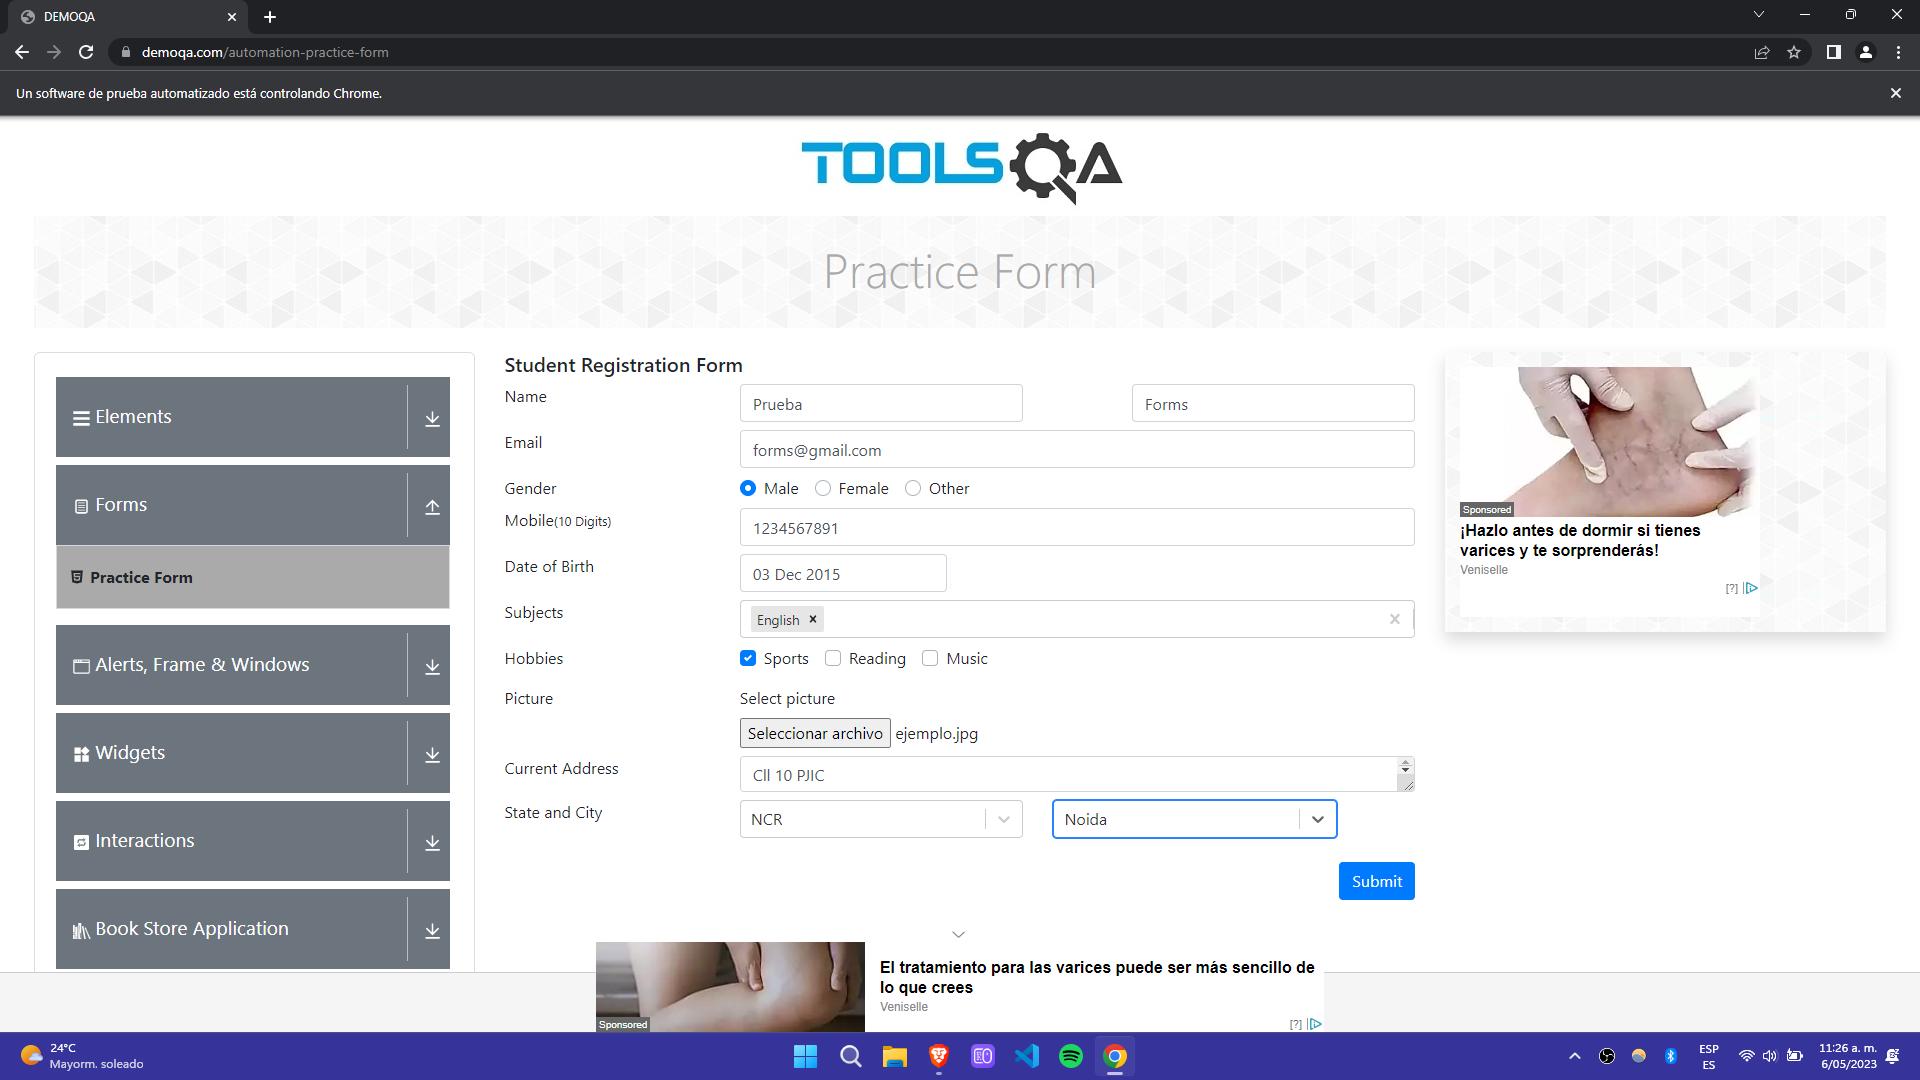 DEMOQA
demoqa.com/automation-practice-form
Un software de prueba automatizado está controlando Chrome.
TOOLSQA
Practice Form
Elements
Forms
Practice Form
Alerts, Frame & Windows
Widgets
Interactions
Book Store Application
Student Registration Form
Name
Prueba
Forms
Email
forms@gmail.com
Gender
Male Female Other
Mobile(10 Digits)
1234567891
Date of Birth
03 Dec 2015
Subjects
English
Hobbies
Sports Reading Music
Picture
Select picture
Seleccionar archivo ejemplo.jpg
Current Address
Cll 10 PJIC
State and City
NCR
Noida
Submit
Sponsored
¡Hazlo antes de dormir si tienes
varices y te sorprenderás!
Veniselle
[?]
Sponsored
El tratamiento para las varices puede ser más sencillo de
lo que crees
Veniselle
[?]
24°C
Mayorm. soleado
ESP
ES
11:26 a. m.
6/05/2023